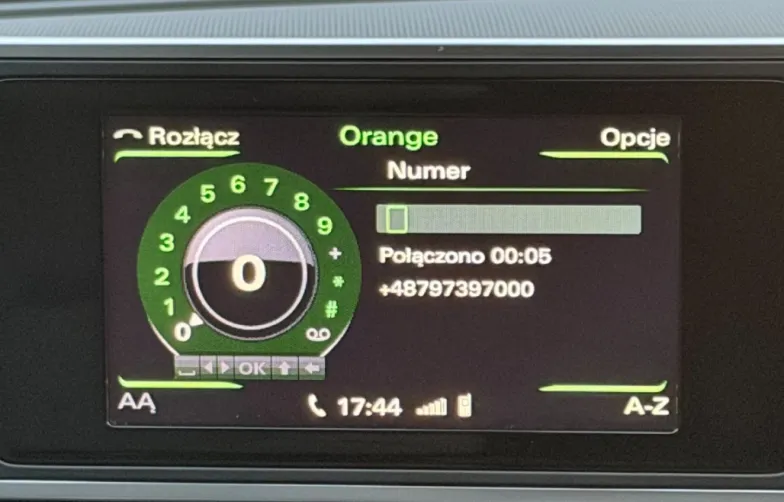 Rozłącz
Orange
Opcje
Numer
0
1
2
3
4
5
6
7
8
9
+
*
#
0
OK
Połączono 00:05
+48797397000
AĄ
17:44
A-Z